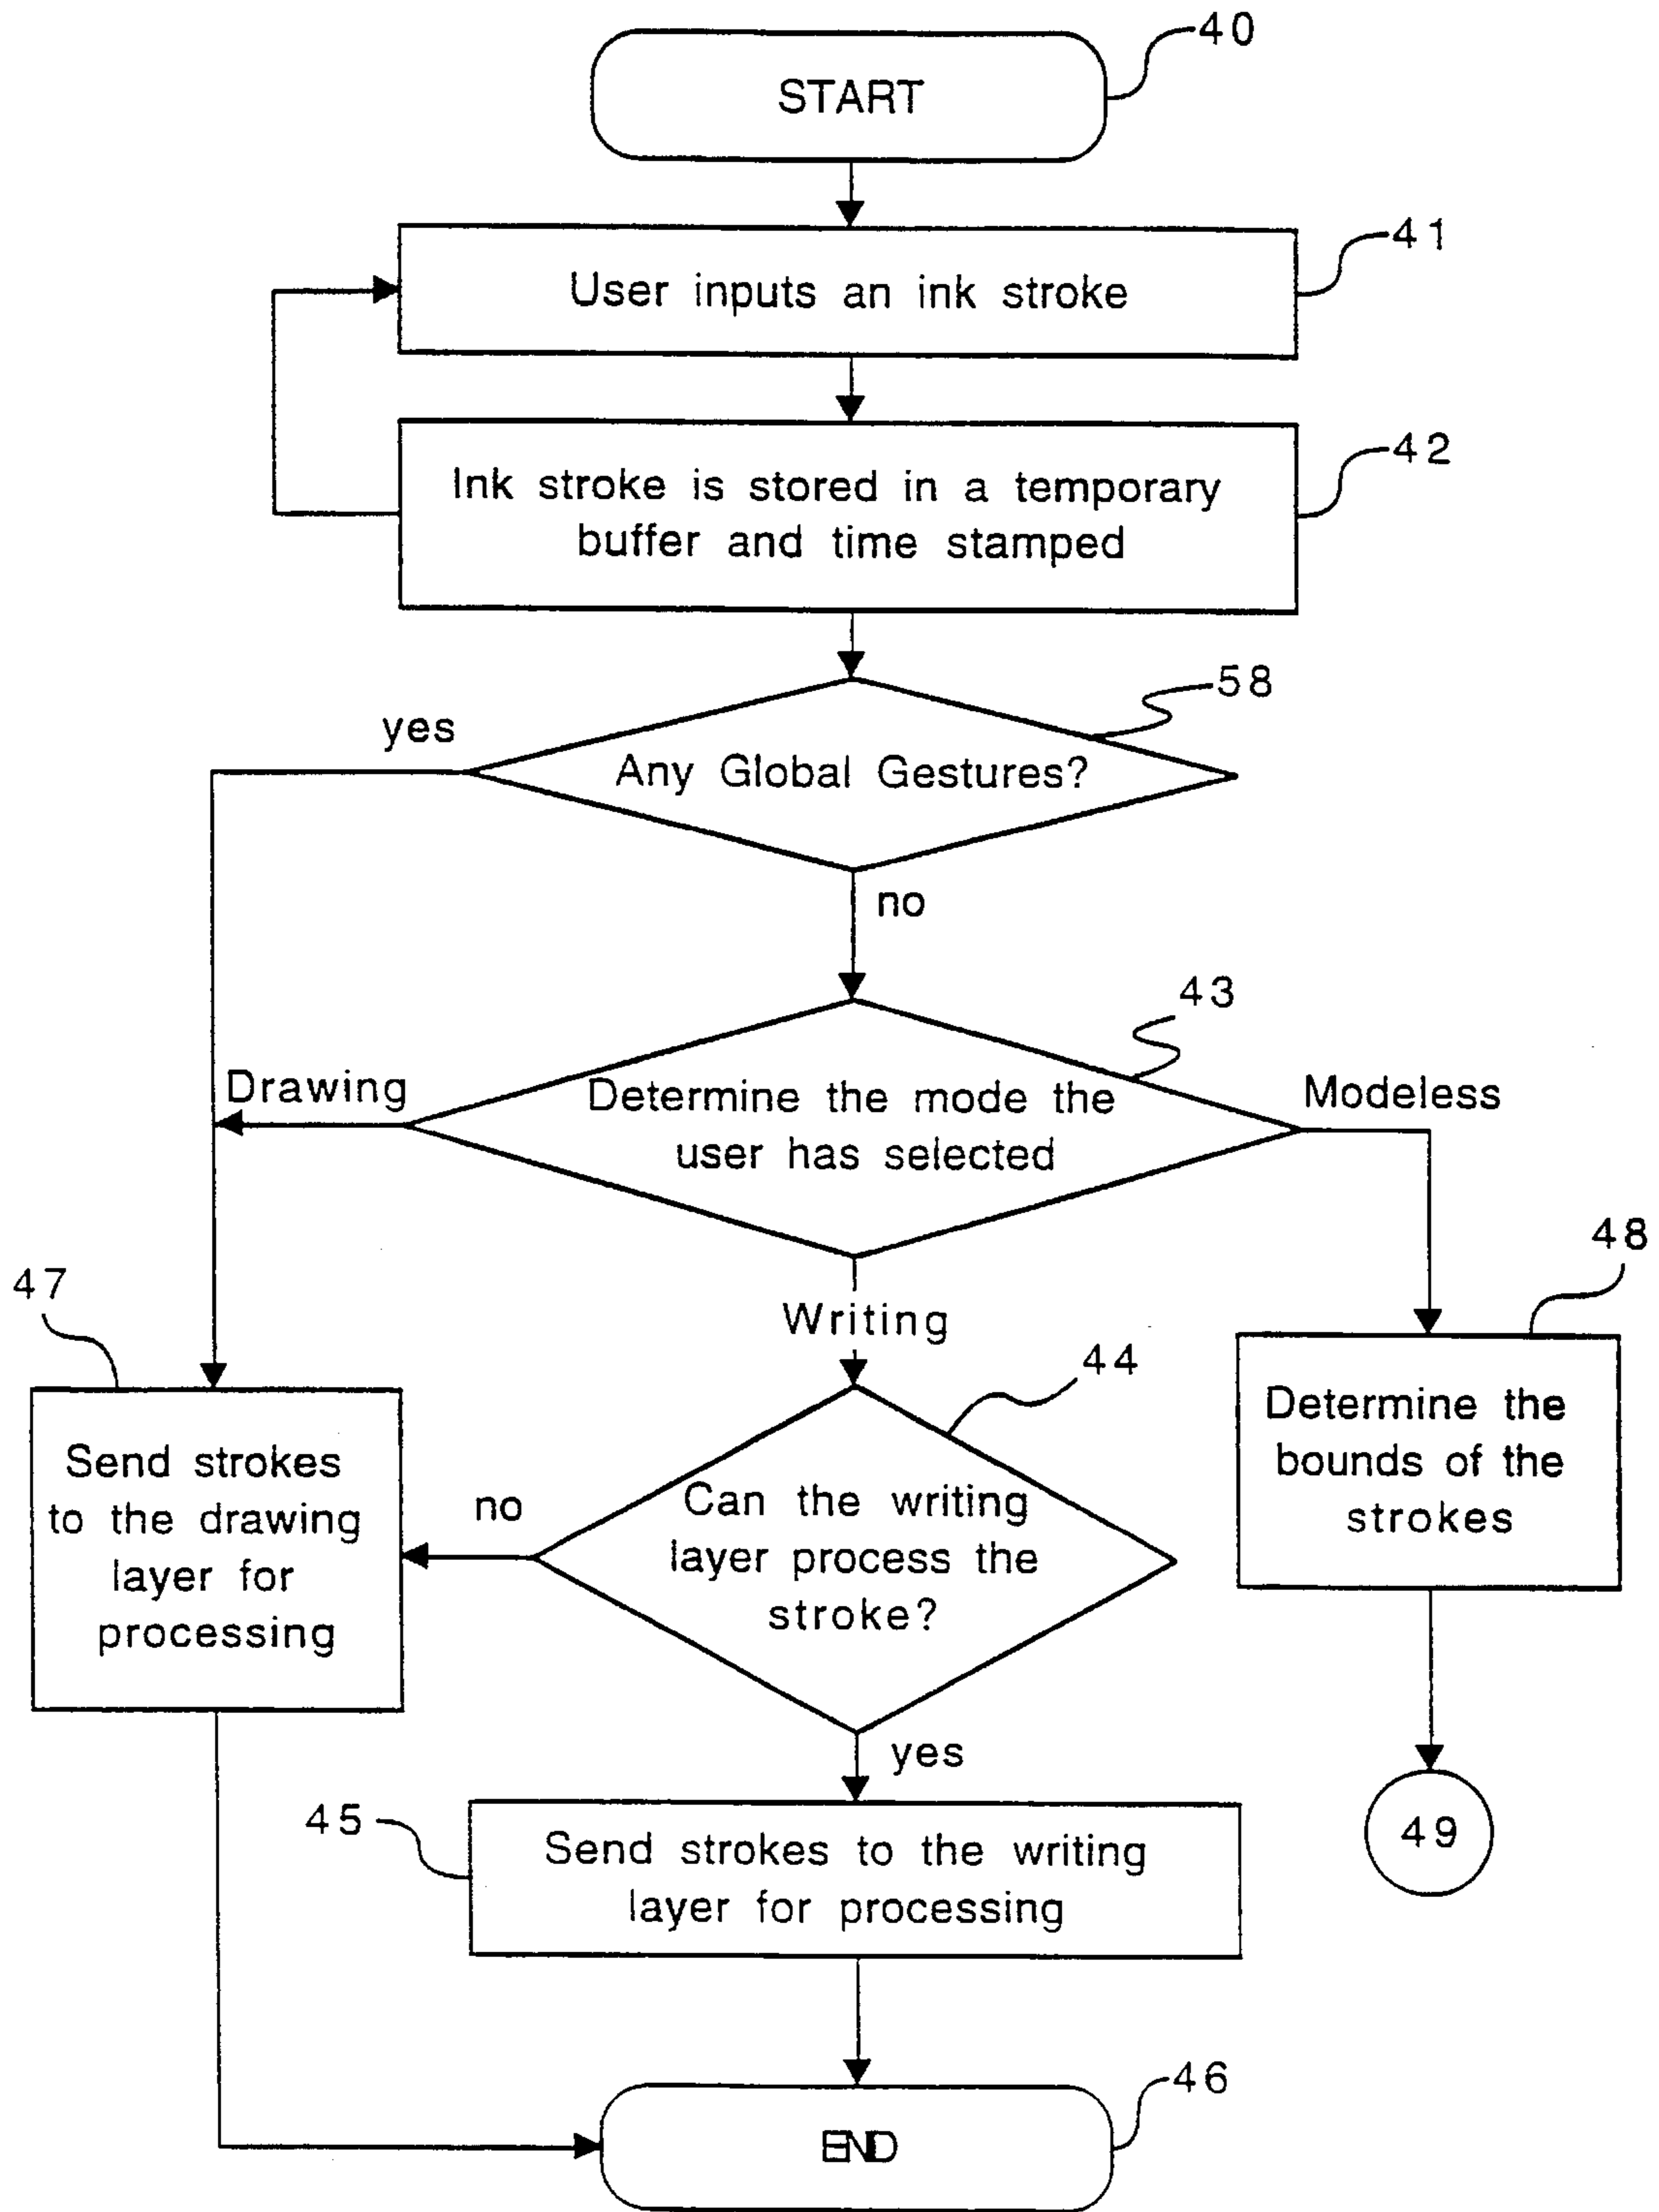 40
START
41
User inputs an ink stroke
42
Ink stroke is stored in a temporary
buffer and time stamped
58
yes
Any Global Gestures?
no
43
Drawing
Determine the mode the
user has selected
Modeless
48
47
Writing
44
Determine the
bounds of the
strokes
Send strokes
to the drawing
layer for
processing
no
Can the writing
layer process the
stroke?
yes
45
Send strokes to the writing
layer for processing
49
46
END